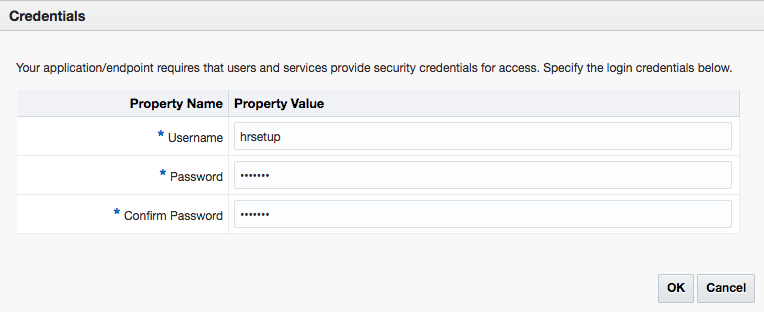 Credentials
Your application/endpoint requires that users and services provide security credentials for access. Specify the login credentials below.
Property Name Property Value
* Username hrsetup
* Password •••••••
* Confirm Password •••••••
OK Cancel